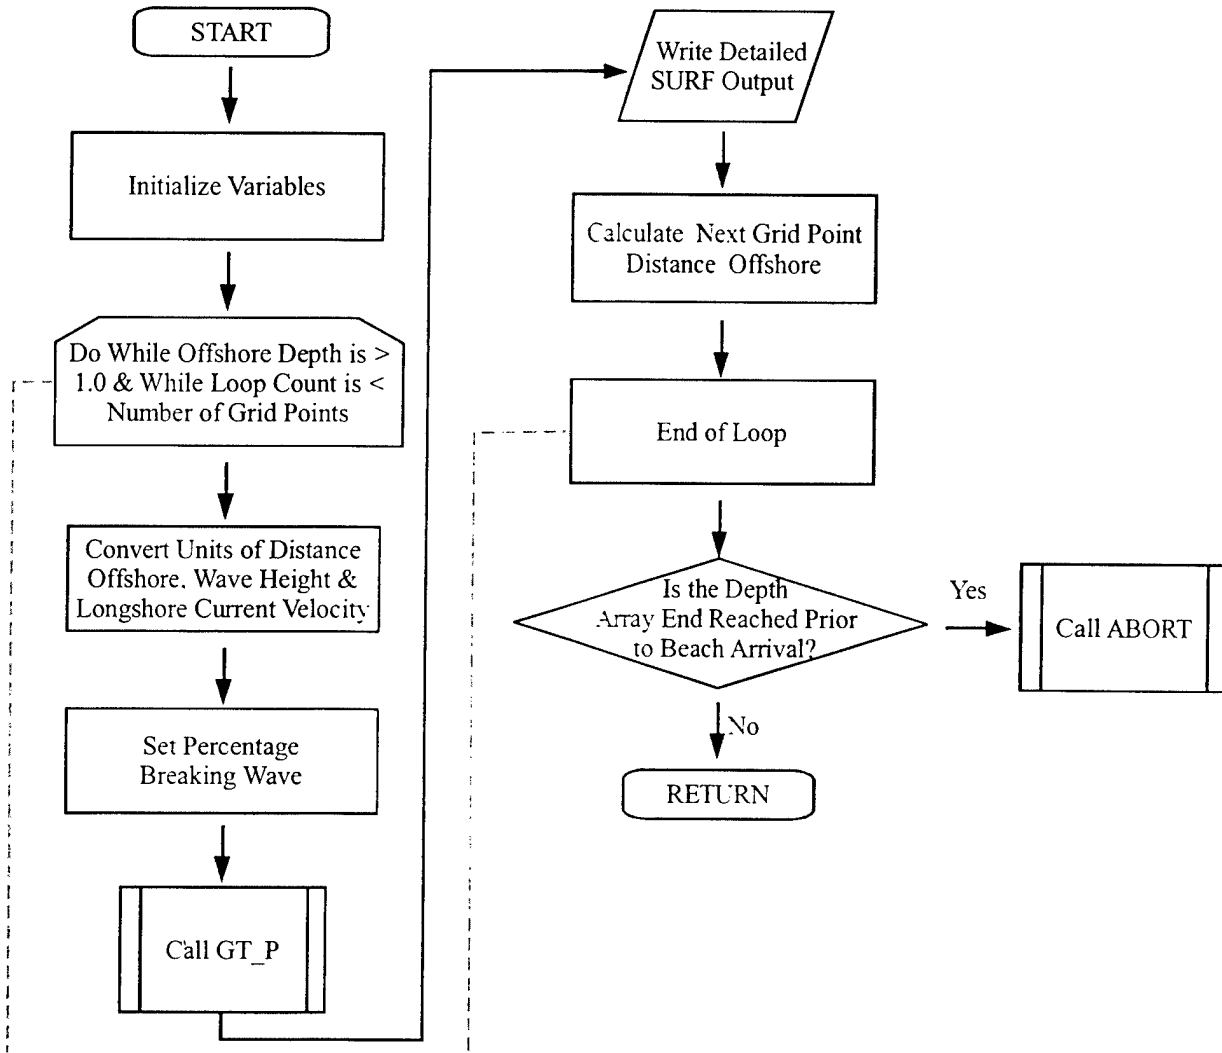 START
Initialize Variables
Do While Offshore Depth is >
1.0 & While Loop Count is <
Number of Grid Points
Convert Units of Distance
Offshore, Wave Height &
Longshore Current Velocity
Set Percentage
Breaking Wave
Call GT_P
Write Detailed
SURF Output
Calculate Next Grid Point
Distance Offshore
End of Loop
Is the Depth
Array End Reached Prior
to Beach Arrival?
Yes
Call ABORT
No
RETURN